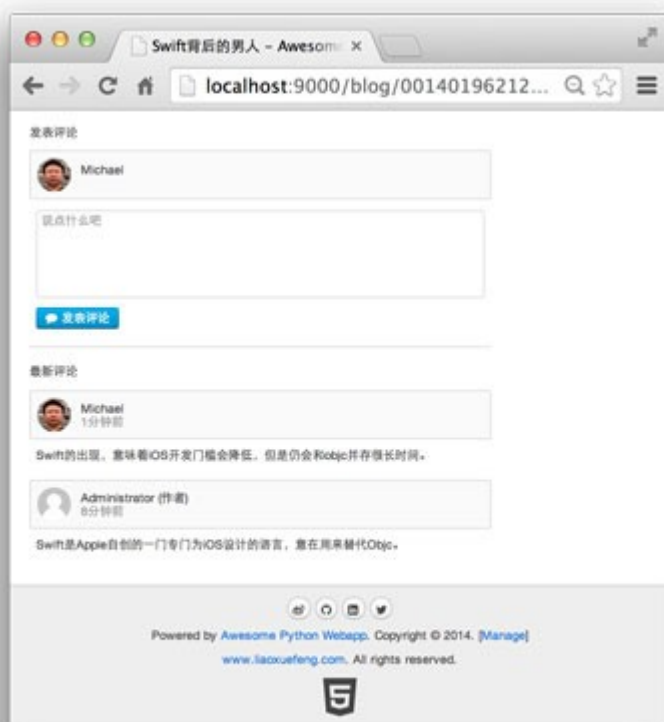 Swift背后的男人 - Awesom
localhost:9000/blog/00140196212...
发表评论
Michael
说点什么吧
发表评论
最新评论
Michael
1分钟前
Swift的出现，意味着iOS开发门槛会降低，但是仍会和objc并存很长时间。
Administrator (作者)
8分钟前
Swift是Apple自创的一门专门为iOS设计的语言，意在用来替代Objc。
Powered by Awesome Python Webapp. Copyright © 2014. [Manage]
www.liaoxuefeng.com. All rights reserved.